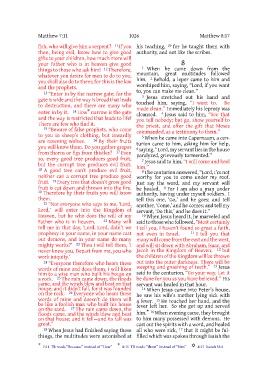 Matthew 7:11 1026 Matthew 8:17
fish, who will give him a serpent? 11 If you
then, being evil, know how to give good
gifts to your children, how much more will
your Father who is in heaven give good
things to those who ask him! 12 Therefore,
whatever you desire for men to do to you,
you shall also do to them; for this is the law
and the prophets.
13 "Enter in by the narrow gate; for the
gate is wide and the way is broad that leads
to destruction, and there are many who
enter in by it. 14 How narrow is the gate
and the way is restricted that leads to life!
There are few who find it.
15 "Beware of false prophets, who come
to you in sheep's clothing, but inwardly
are ravening wolves. 16 By their fruits
you will know them. Do you gather grapes
from thorns or figs from thistles? 17 Even
so, every good tree produces good fruit,
but the corrupt tree produces evil fruit.
18 A good tree can't produce evil fruit,
neither can a corrupt tree produce good
fruit. 19 Every tree that doesn't grow good
fruit is cut down and thrown into the fire.
20 Therefore by their fruits you will know
them.
21 "Not everyone who says to me, 'Lord,
Lord,' will enter into the Kingdom of
Heaven, but he who does the will of my
Father who is in heaven. 22 Many will
tell me in that day, 'Lord, Lord, didn't we
prophesy in your name, in your name cast
out demons, and in your name do many
mighty works?' 23 Then I will tell them, 'I
never knew you. Depart from me, you who
work iniquity.'
24 "Everyone therefore who hears these
words of mine and does them, I will liken
him to a wise man who built his house on
a rock. 25 The rain came down, the floods
came, and the winds blew and beat on that
house; and it didn't fall, for it was founded
on the rock. 26 Everyone who hears these
words of mine and doesn't do them will
be like a foolish man who built his house
on the sand. 27 The rain came down, the
floods came, and the winds blew and beat
on that house; and it fell—and its fall was
great."
28 When Jesus had finished saying these
things, the multitudes were astonished at
his teaching, 29 for he taught them with
authority, and not like the scribes.
8
1 When he came down from the
mountain, great multitudes followed
him. 2 Behold, a leper came to him and
worshiped him, saying, "Lord, if you want
to, you can make me clean."
3 Jesus stretched out his hand and
touched him, saying, "I want to. Be
made clean." Immediately his leprosy was
cleansed. 4 Jesus said to him, "See that
you tell nobody; but go, show yourself to
the priest, and offer the gift that Moses
commanded, as a testimony to them."
5 When he came into Capernaum, a cen-
turion came to him, asking him for help,
6 saying, "Lord, my servant lies in the house
paralyzed, grievously tormented."
7 Jesus said to him, "I will come and heal
him."
8 The centurion answered, "Lord, I'm not
worthy for you to come under my roof.
Just say the word, and my servant will
be healed. 9 For I am also a man under
authority, having under myself soldiers. I
tell this one, 'Go,' and he goes; and tell
another, 'Come,' and he comes; and tell my
servant, 'Do this,' and he does it."
10 When Jesus heard it, he marveled and
said to those who followed, "Most certainly
I tell you, I haven't found so great a faith,
not even in Israel. 11 I tell you that
many will come from the east and the west,
and will sit down with Abraham, Isaac, and
Jacob in the Kingdom of Heaven, 12 but
the children of the Kingdom will be thrown
out into the outer darkness. There will be
weeping and gnashing of teeth." 13 Jesus
said to the centurion, "Go your way. Let it
be done for you as you have believed." His
servant was healed in that hour.
14 When Jesus came into Peter's house,
he saw his wife's mother lying sick with
a fever. 15 He touched her hand, and the
fever left her. So she got up and served
him. 16 When evening came, they brought
to him many possessed with demons. He
cast out the spirits with a word, and healed
all who were sick, 17 that it might be ful-
filled which was spoken through Isaiah the